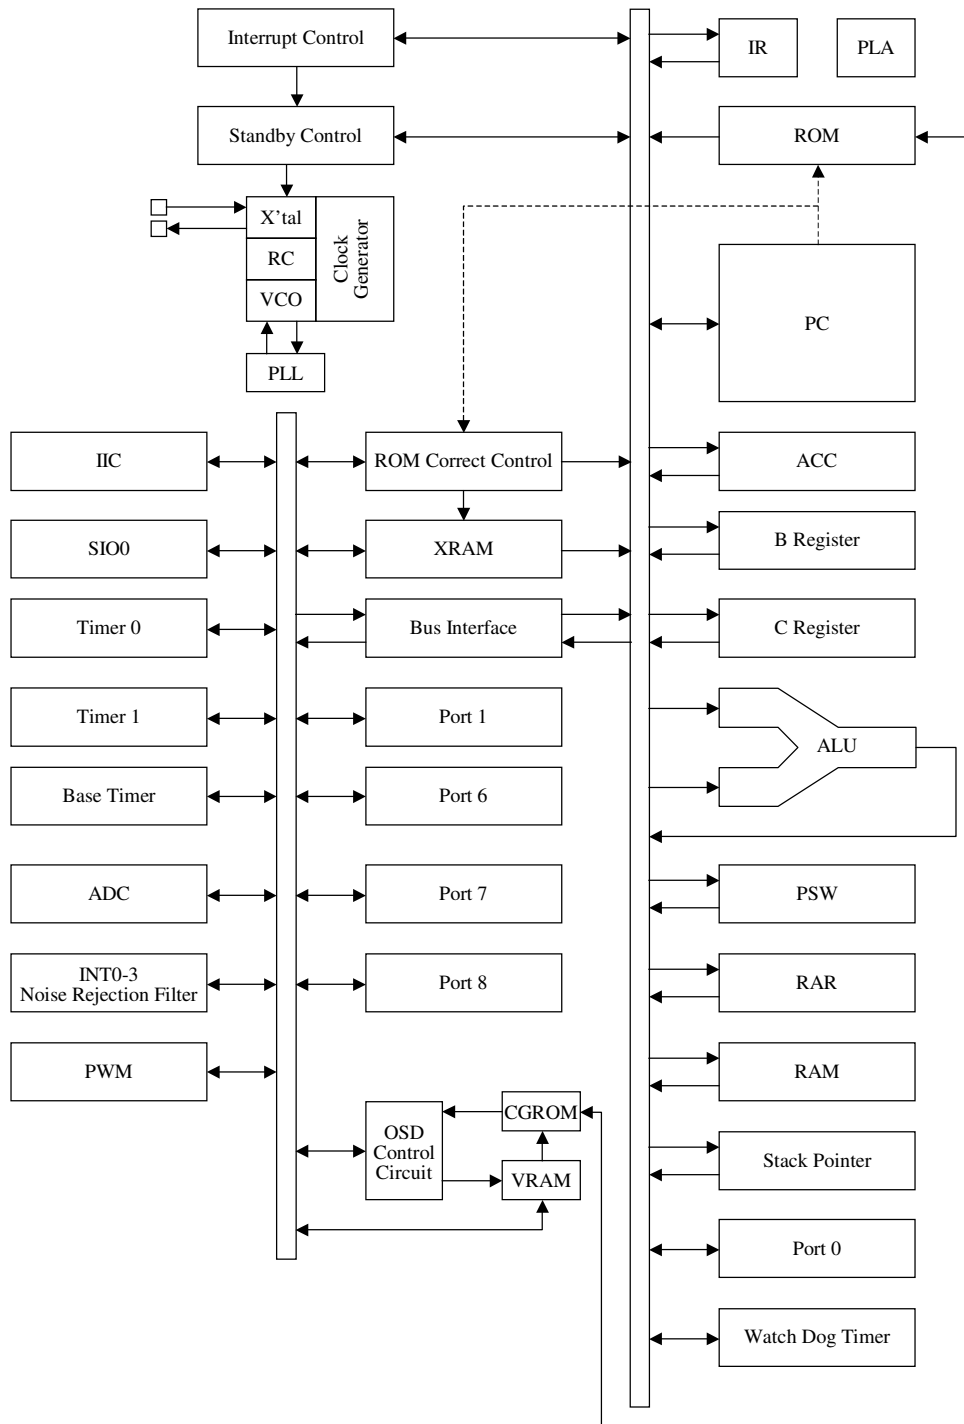 Interrupt Control
IR
PLA
Standby Control
ROM
X'tal
RC
VCO
Clock
Generator
PLL
PC
IIC
ROM Correct Control
ACC
SIO0
XRAM
B Register
Timer 0
Bus Interface
C Register
Timer 1
Port 1
ALU
Base Timer
Port 6
ADC
Port 7
PSW
INT0-3
Noise Rejection Filter
Port 8
RAR
PWM
RAM
OSD
Control
Circuit
CGROM
VRAM
Stack Pointer
Port 0
Watch Dog Timer